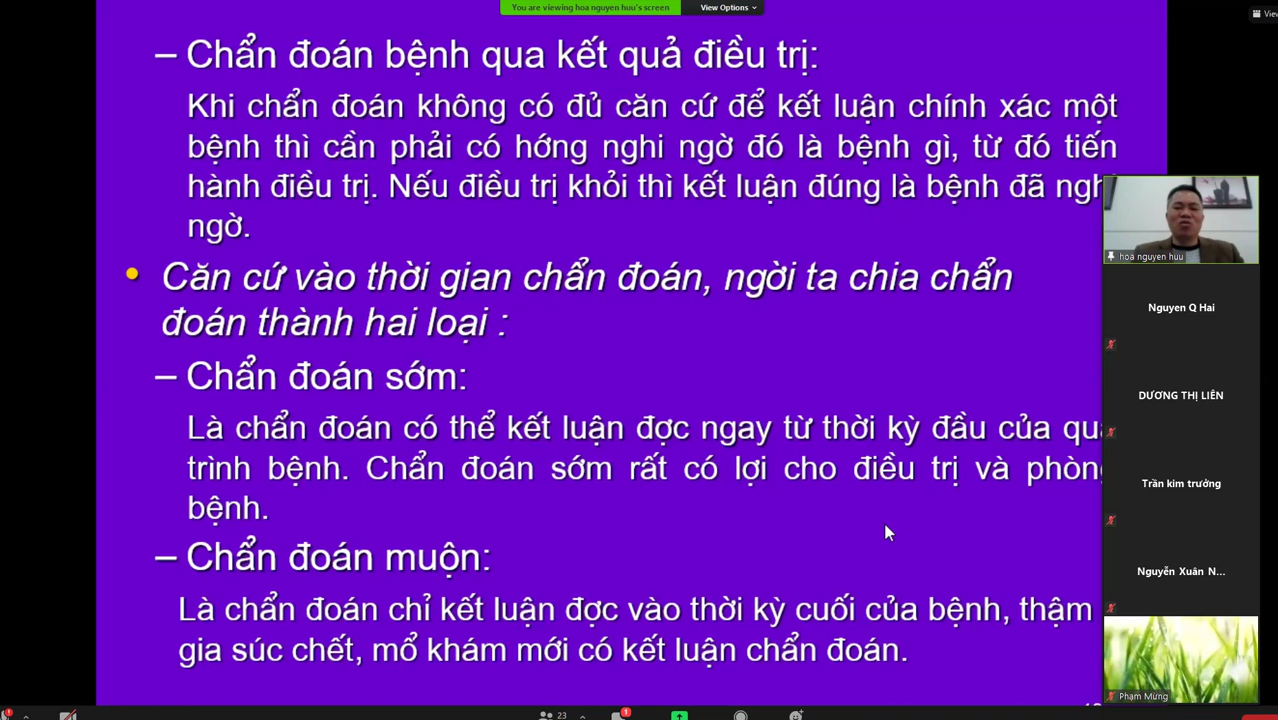 You are viewing hoa nguyen huu's screen
View Options
– Chẩn đoán bệnh qua kết quả điều trị:
Khi chẩn đoán không có đủ căn cứ để kết luận chính xác một
bệnh thì cần phải có hớng nghi ngờ đó là bệnh gì, từ đó tiến
hành điều trị. Nếu điều trị khỏi thì kết luận đúng là bệnh đã nghi
ngờ.
• Căn cứ vào thời gian chẩn đoán, ngời ta chia chẩn
đoán thành hai loại :
– Chẩn đoán sớm:
Là chẩn đoán có thể kết luận đợc ngay từ thời kỳ đầu của quá
trình bệnh. Chẩn đoán sớm rất có lợi cho điều trị và phòng
bệnh.
– Chẩn đoán muộn:
Là chẩn đoán chỉ kết luận đợc vào thời kỳ cuối của bệnh, thậm
gia súc chết, mổ khám mới có kết luận chẩn đoán.
hoa nguyen huu
Nguyen Q Hai
DƯƠNG THỊ LIÊN
Trần kim trưởng
Nguyễn Xuân N...
Phạm Mừng
23
1